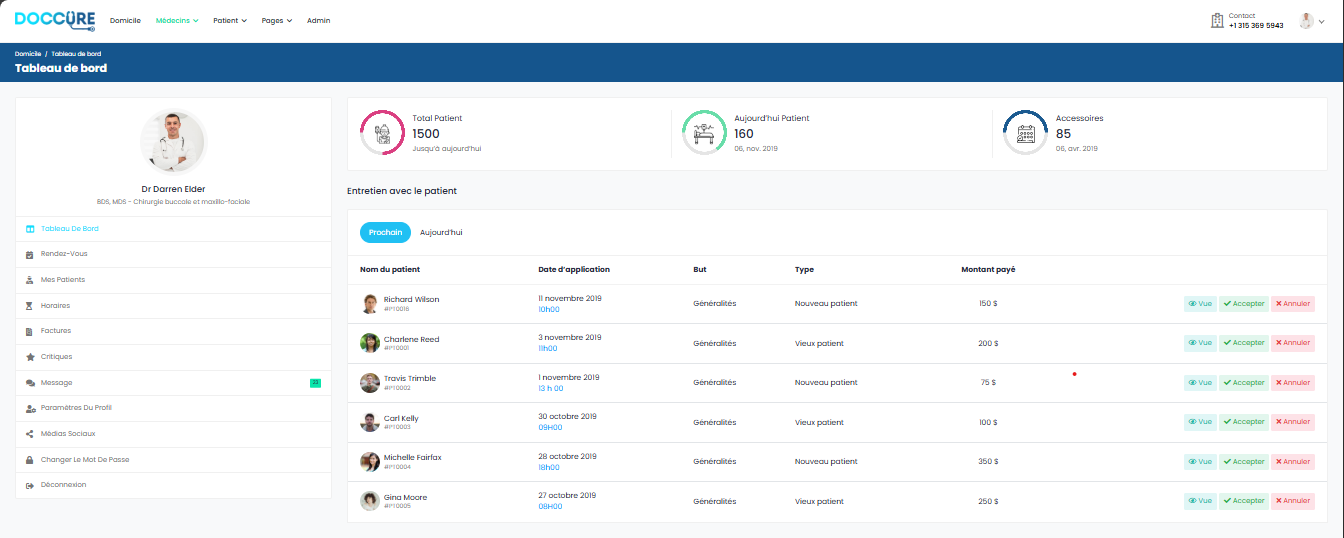 DOCCURE
Domicile Médecins Patient Pages Admin
Contact
+1 315 369 5943
Domicile / Tableau de bord
Tableau de bord
Dr Darren Elder
BDS, MDS - Chirurgie buccale et maxillo-faciale
Tableau De Bord
Rendez-Vous
Mes Patients
Horaires
Factures
Critiques
Message 23
Paramètres Du Profil
Médias Sociaux
Changer Le Mot De Passe
Déconnexion
Total Patient
1500
Jusqu'à aujourd'hui
Aujourd'hui Patient
160
06, nov. 2019
Accessoires
85
06, avr. 2019
Entretien avec le patient
Prochain Aujourd'hui
Nom du patient Date d'application But Type Montant payé
Richard Wilson 11 novembre 2019
#PT0016 10h00 Généralités Nouveau patient 150 $ Vue Accepter Annuler
Charlene Reed 3 novembre 2019
#PT0001 11h00 Généralités Vieux patient 200 $ Vue Accepter Annuler
Travis Trimble 1 novembre 2019
#PT0002 13 h 00 Généralités Nouveau patient 75 $ Vue Accepter Annuler
Carl Kelly 30 octobre 2019
#PT0003 09H00 Généralités Vieux patient 100 $ Vue Accepter Annuler
Michelle Fairfax 28 octobre 2019
#PT0004 18h00 Généralités Nouveau patient 350 $ Vue Accepter Annuler
Gina Moore 27 octobre 2019
#PT0005 08H00 Généralités Vieux patient 250 $ Vue Accepter Annuler